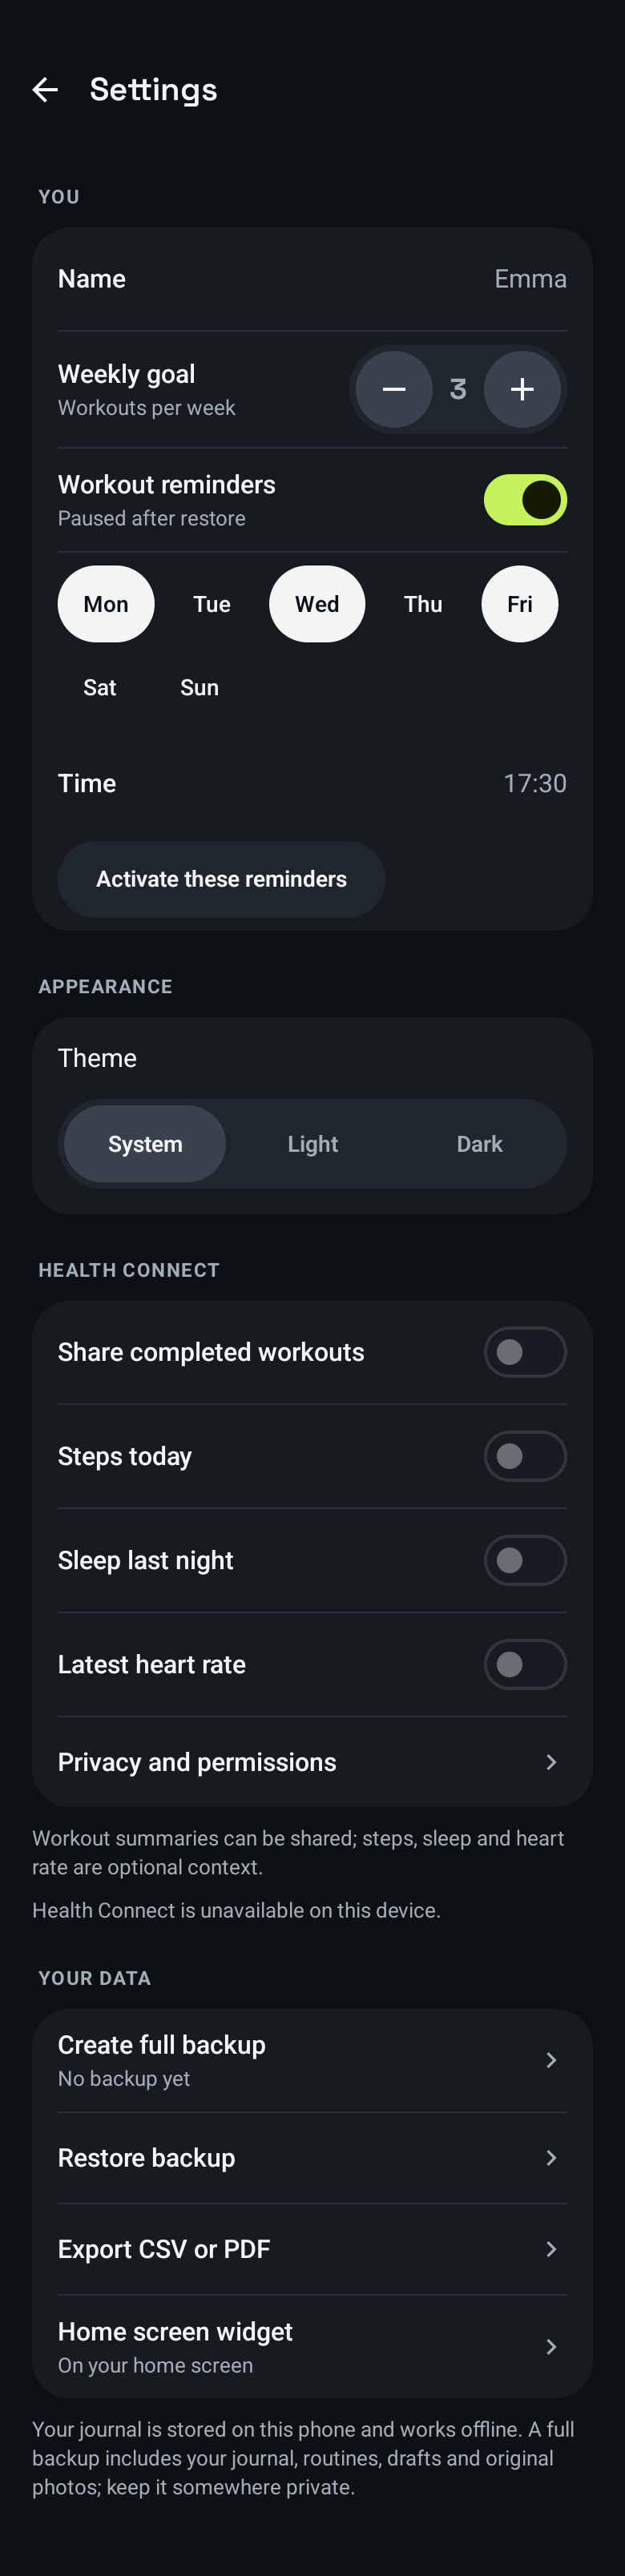 Settings
YOU
Name
Emma
Weekly goal
Workouts per week
3
Workout reminders
Paused after restore
Mon
Tue
Wed
Thu
Fri
Sat
Sun
Time
17:30
Activate these reminders
APPEARANCE
Theme
System
Light
Dark
HEALTH CONNECT
Share completed workouts
Steps today
Sleep last night
Latest heart rate
Privacy and permissions
Workout summaries can be shared; steps, sleep and heart
rate are optional context.
Health Connect is unavailable on this device.
YOUR DATA
Create full backup
No backup yet
Restore backup
Export CSV or PDF
Home screen widget
On your home screen
Your journal is stored on this phone and works offline. A full
backup includes your journal, routines, drafts and original
photos; keep it somewhere private.